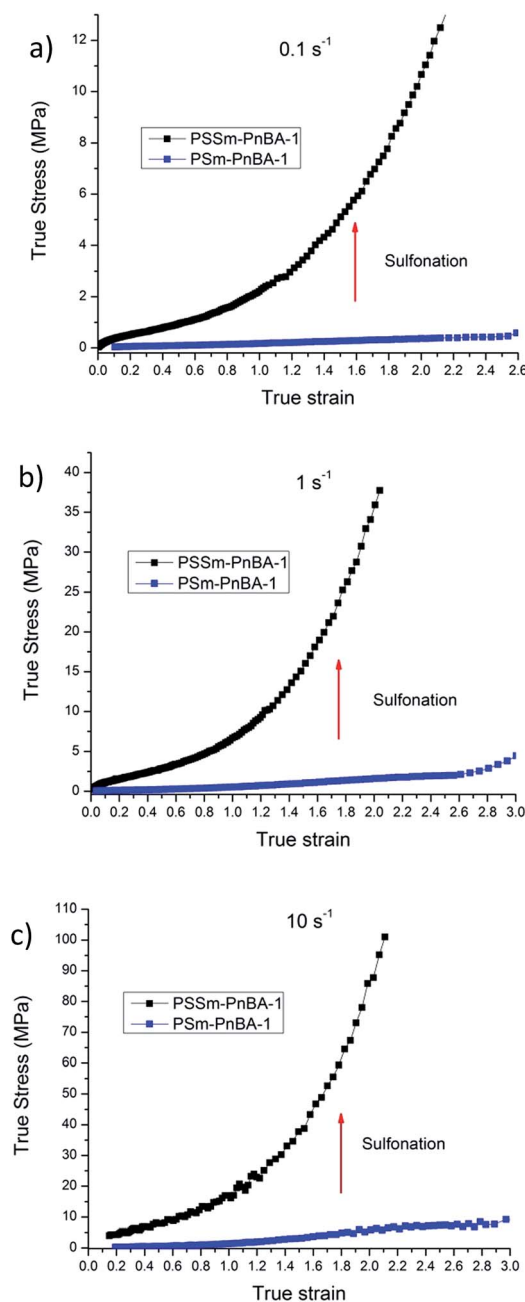 a)
0.1 s⁻¹
True Stress (MPa)
12
10
8
6
4
2
0
PSSm-PnBA-1
PSm-PnBA-1
Sulfonation
0.0 0.2 0.4 0.6 0.8 1.0 1.2 1.4 1.6 1.8 2.0 2.2 2.4 2.6
True strain
b)
1 s⁻¹
True Stress (MPa)
40
35
30
25
20
15
10
5
0
PSSm-PnBA-1
PSm-PnBA-1
Sulfonation
0.0 0.2 0.4 0.6 0.8 1.0 1.2 1.4 1.6 1.8 2.0 2.2 2.4 2.6 2.8 3.0
True strain
c)
10 s⁻¹
True Stress (MPa)
110
100
90
80
70
60
50
40
30
20
10
0
PSSm-PnBA-1
PSm-PnBA-1
Sulfonation
0.0 0.2 0.4 0.6 0.8 1.0 1.2 1.4 1.6 1.8 2.0 2.2 2.4 2.6 2.8 3.0
True strain